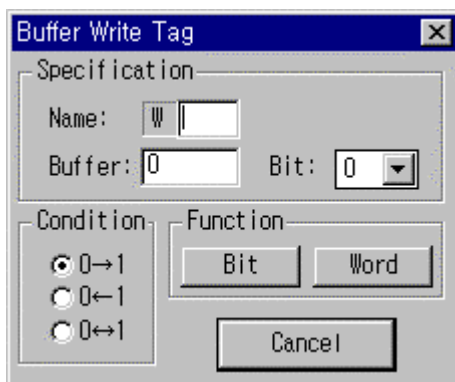 Buffer Write Tag
Specification
Name: W
Buffer: 0 Bit: 0
Condition
0→1
0←1
0↔1
Function
Bit Word
Cancel